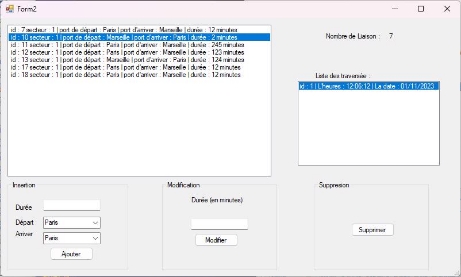 Form2
id : 7 secteur : 1 | port de départ : Paris | port d'arriver : Marseille | durée : 12 minutes
id : 10 secteur : 1 | port de départ : Marseille | port d'arriver : Paris | durée : 2 minutes
id : 11 secteur : 1 | port de départ : Paris | port d'arriver : Marseille | durée : 245 minutes
id : 12 secteur : 1 | port de départ : Paris | port d'arriver : Marseille | durée : 123 minutes
id : 13 secteur : 1 | port de départ : Marseille | port d'arriver : Paris | durée : 124 minutes
id : 17 secteur : 1 | port de départ : Paris | port d'arriver : Marseille | durée : 12 minutes
id : 18 secteur : 1 | port de départ : Paris | port d'arriver : Marseille | durée : 12 minutes
Nombre de Liaison : 7
Liste des traversée :
id : 1 | L'heures : 12:06:12 | La date : 01/11/2023
Insertion
Durée
Départ Paris
Arriver Paris
Ajouter
Modification
Durée (en minutes)
Modifier
Suppresion
Supprimer